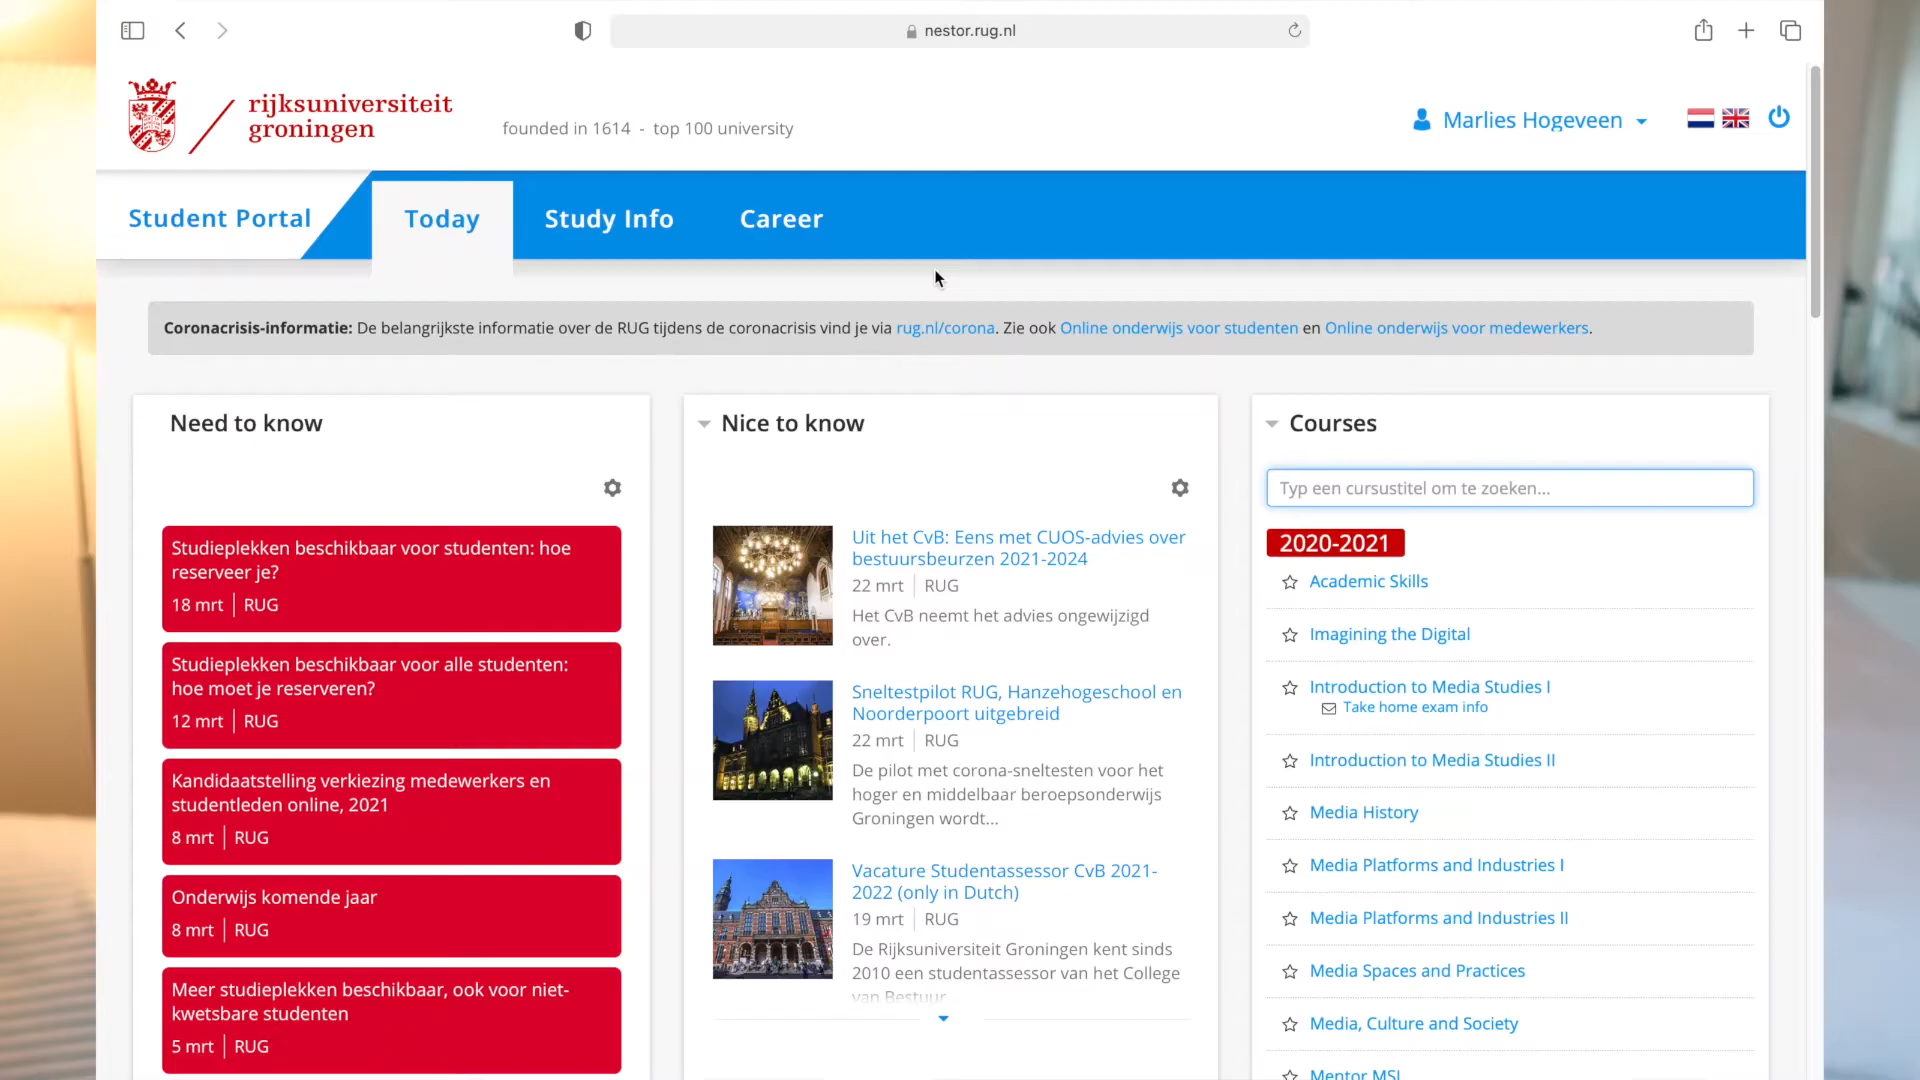 nestor.rug.nl
rijksuniversiteit
groningen
founded in 1614 - top 100 university
Marlies Hogeveen
Student Portal
Today
Study Info
Career
Coronacrisis-informatie: De belangrijkste informatie over de RUG tijdens de coronacrisis vind je via rug.nl/corona. Zie ook Online onderwijs voor studenten en Online onderwijs voor medewerkers.
Need to know
Studieplekken beschikbaar voor studenten: hoe
reserveer je?
18 mrt | RUG
Studieplekken beschikbaar voor alle studenten:
hoe moet je reserveren?
12 mrt | RUG
Kandidaatstelling verkiezing medewerkers en
studentleden online, 2021
8 mrt | RUG
Onderwijs komende jaar
8 mrt | RUG
Meer studieplekken beschikbaar, ook voor niet-
kwetsbare studenten
5 mrt | RUG
Nice to know
Uit het CvB: Eens met CUOS-advies over
bestuursbeurzen 2021-2024
22 mrt | RUG
Het CvB neemt het advies ongewijzigd
over.
Sneltestpilot RUG, Hanzehogeschool en
Noorderpoort uitgebreid
22 mrt | RUG
De pilot met corona-sneltesten voor het
hoger en middelbaar beroepsonderwijs
Groningen wordt...
Vacature Studentassessor CvB 2021-
2022 (only in Dutch)
19 mrt | RUG
De Rijksuniversiteit Groningen kent sinds
2010 een studentassessor van het College
van Bestuur...
Courses
Typ een cursustitel om te zoeken...
2020-2021
Academic Skills
Imagining the Digital
Introduction to Media Studies I
Take home exam info
Introduction to Media Studies II
Media History
Media Platforms and Industries I
Media Platforms and Industries II
Media Spaces and Practices
Media, Culture and Society
Mentor MSI